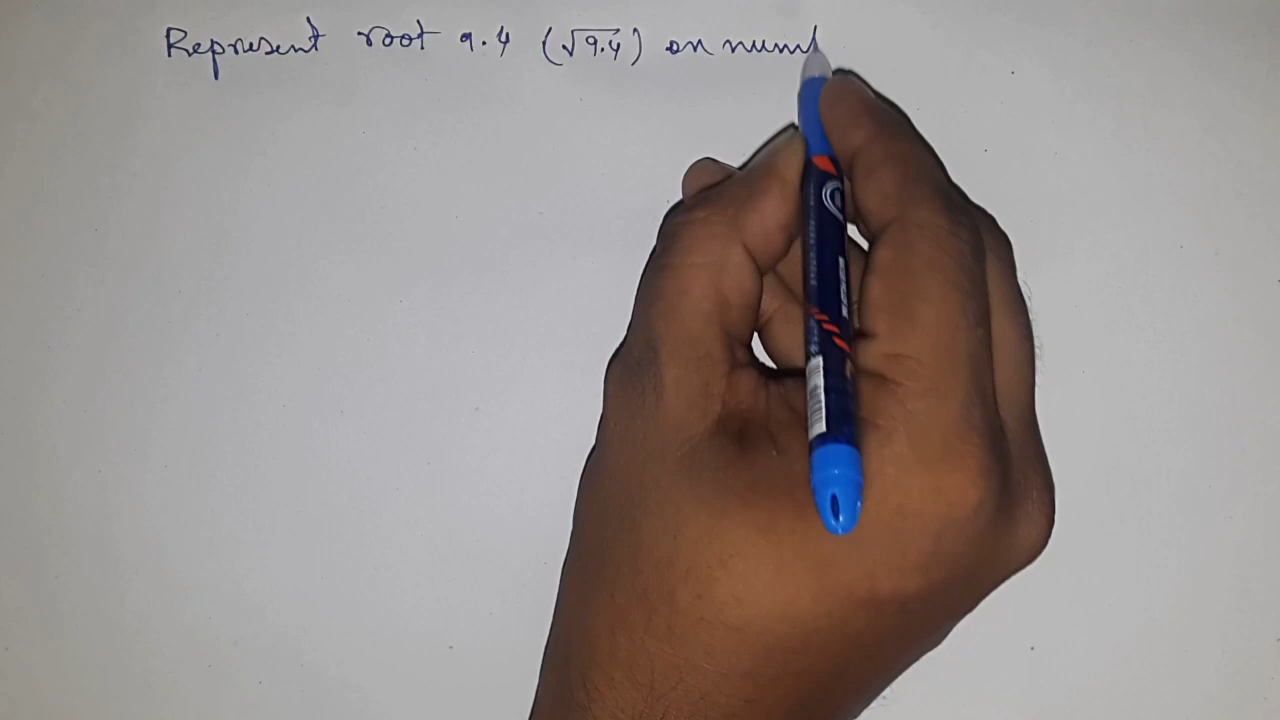 Represent root 9.4 (√9.4) on numb